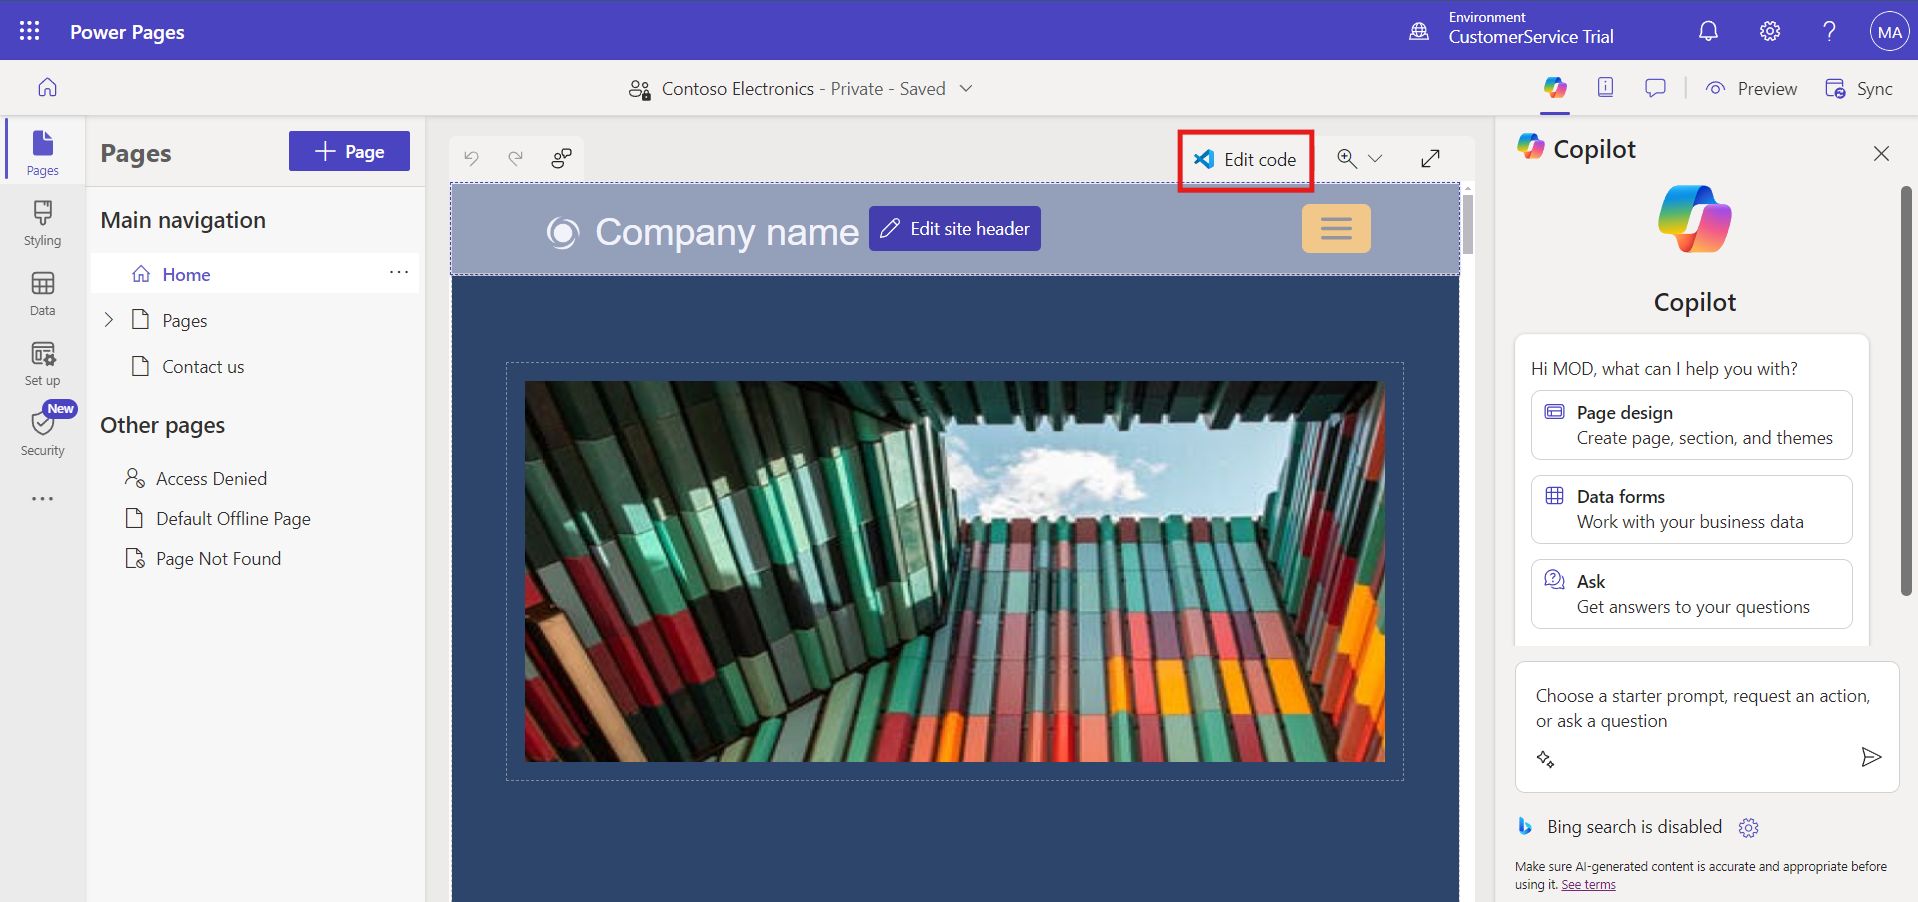 Power Pages
Environment
CustomerService Trial
MA
Contoso Electronics - Private - Saved
Preview
Sync
Pages
Styling
Data
Set up
New
Security
Pages
Page
Main navigation
Home
Pages
Contact us
Other pages
Access Denied
Default Offline Page
Page Not Found
Edit code
Company name
Edit site header
Copilot
Copilot
Hi MOD, what can I help you with?
Page design
Create page, section, and themes
Data forms
Work with your business data
Ask
Get answers to your questions
Choose a starter prompt, request an action,
or ask a question
Bing search is disabled
Make sure AI-generated content is accurate and appropriate before
using it. See terms